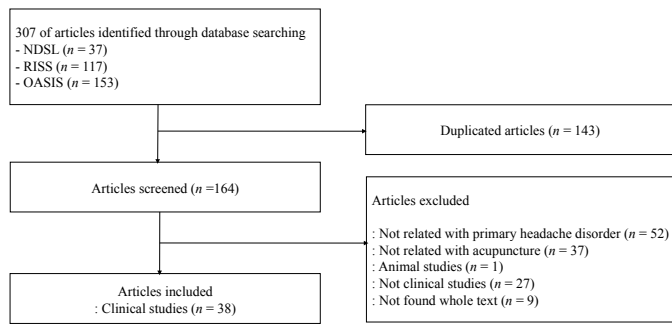 307 of articles identified through database searching
- NDSL (n = 37)
- RISS (n = 117)
- OASIS (n = 153)
Duplicated articles (n = 143)
Articles screened (n =164)
Articles excluded
: Not related with primary headache disorder (n = 52)
: Not related with acupuncture (n = 37)
: Animal studies (n = 1)
: Not clinical studies (n = 27)
: Not found whole text (n = 9)
Articles included
: Clinical studies (n = 38)